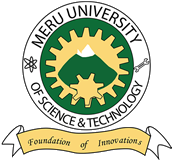 MERU UNIVERSITY
OF SCIENCE & TECHNOLOGY
Foundation of Innovations